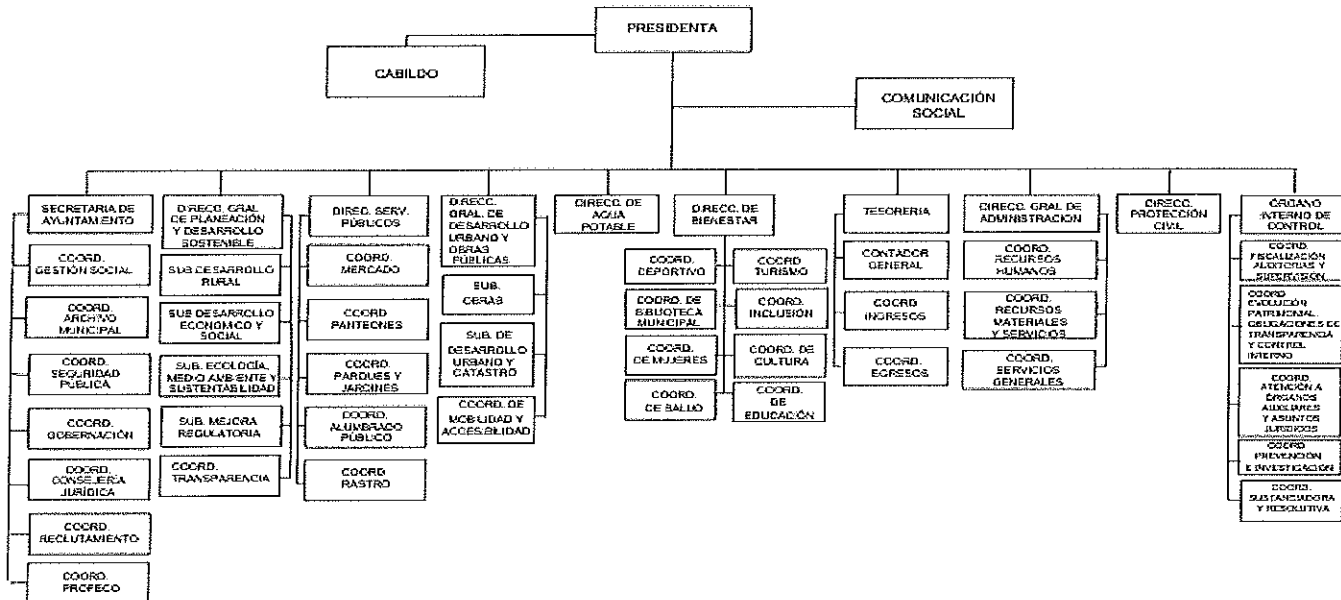 PRESIDENTA
CABILDO
COMUNICACIÓN
SOCIAL
SECRETARIA DE
AYUNTAMIENTO
COORD.
GESTIÓN SOCIAL
COORD.
ARCHIVO
MUNICIPAL
COORD.
SEGURIDAD
PÚBLICA
COORD.
GOBERNACIÓN
COORD.
CONSEJERÍA
JURÍDICA
COORD.
RECLUTAMIENTO
COORD.
PROFECO
DIRECC. GRAL
DE PLANEACIÓN
Y DESARROLLO
SOSTENIBLE
SUB DESARROLLO
RURAL
SUB DESARROLLO
ECONOMICO Y
SOCIAL
SUB. ECOLOGÍA,
MEDIO AMBIENTE Y
SUSTENTABILIDAD
SUB. MEJORA
REGULATORIA
COORD.
TRANSPARENCIA
DIREC. SERV.
PÚBLICOS
COORD.
MERCADO
COORD
PANTEONES
COORD.
PARQUES Y
JARDINES
COORD.
ALUMBRADO
PÚBLICO
COORD
RASTRO
DIRECC.
GRAL. DE
DESARROLLO
URBANO Y
OBRAS
PÚBLICAS.
SUB.
OBRAS
SUB. DE
DESARROLLO
URBANO Y
CATASTRO
COORD. DE
MOBILIDAD Y
ACCESIBILIDAD
DIRECC. DE
AGUA
POTABLE
DIRECC. DE
BIENESTAR
COORD.
DEPORTIVO
COORD. DE
BIBLIOTECA
MUNICIPAL
COORD.
DE MUJERES
COORD.
DE SALUD
COORD.
TURISMO
COORD.
INCLUSIÓN
COORD. DE
CULTURA
COORD.
DE
EDUCACIÓN
TESORERIA
CONTADOR
GENERAL
COORD
INGRESOS
COORD.
EGRESOS
DIRECC. GRAL DE
ADMINISTRACION
COORD.
RECURSOS
HUMANOS
COORD.
RECURSOS
MATERIALES
Y SERVICIOS
COORD.
SERVICIOS
GENERALES
DIRECC.
PROTECCIÓN
CIVIL
ÓRGANO
INTERNO DE
CONTROL
COORD.
FISCALIZACIÓN
AUDITORIAS Y
SUPERVISIÓN
COORD
EVOLUCIÓN
PATRIMONIAL,
OBLIGACIONES DE
TRANSPARENCIA
Y CONTROL
INTERNO
COORD.
ATENCIÓN A
ÓRGANOS
AUXILIARES
Y ASUNTOS
JURÍDICOS
COORD
PREVENCIÓN
E INVESTIGACIÓN
COORD.
SUSTANCIADORA
Y RESOLUTIVA